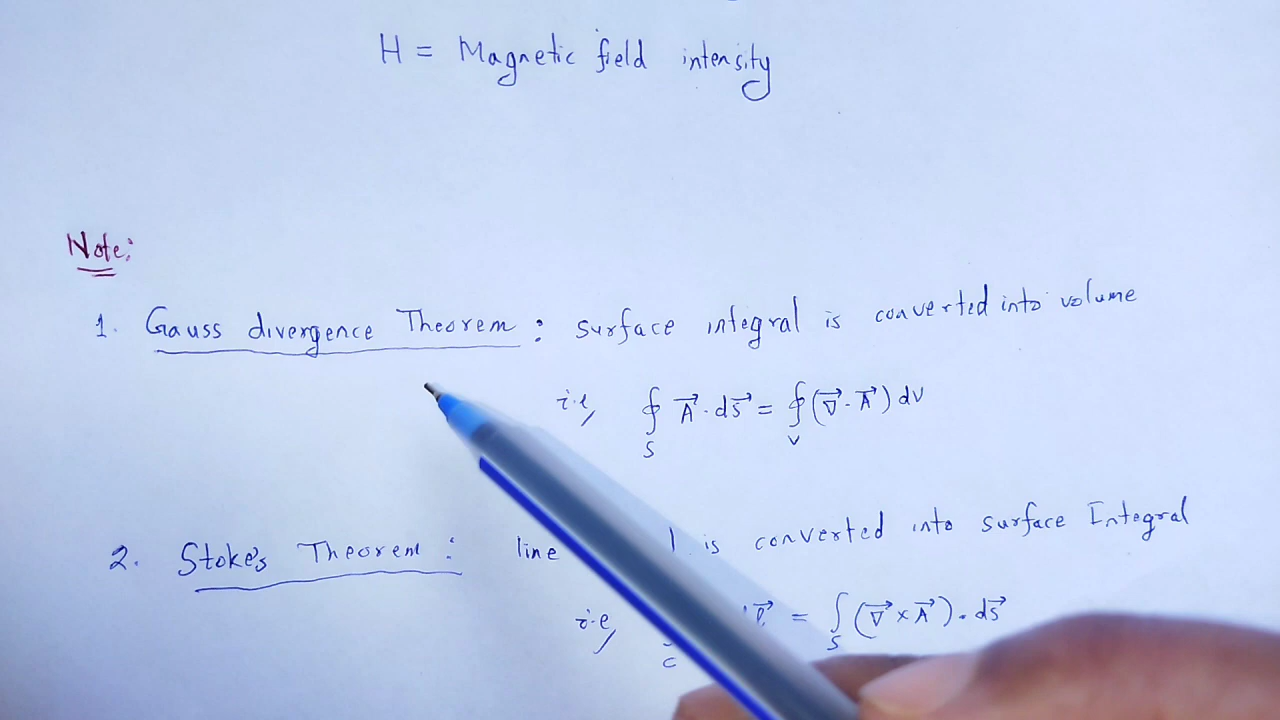 H = Magnetic field intensity
Note:
1. Gauss divergence Theorem : surface integral is converted into volume
i.e, ∮_S A⃗ · ds⃗ = ∮_V (∇⃗ · A⃗) dv
2. Stoke's Theorem : line is converted into surface Integral
i.e, C = ∫_S (∇⃗ × A⃗) · ds⃗